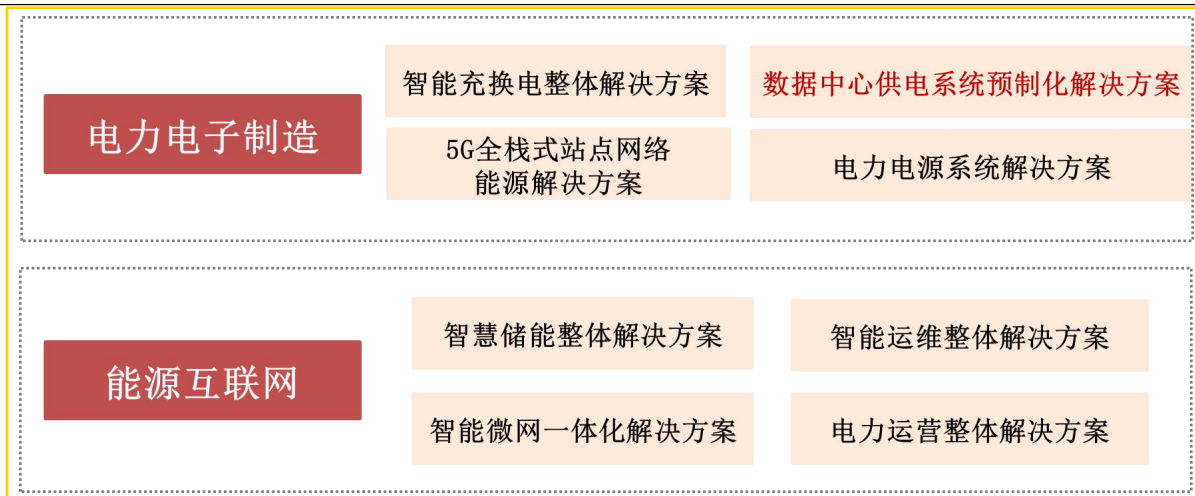 智能充换电整体解决方案
数据中心供电系统预制化解决方案
电力电子制造
5G全栈式站点网络
能源解决方案
电力电源系统解决方案
智慧储能整体解决方案
智能运维整体解决方案
能源互联网
智能微网一体化解决方案
电力运营整体解决方案